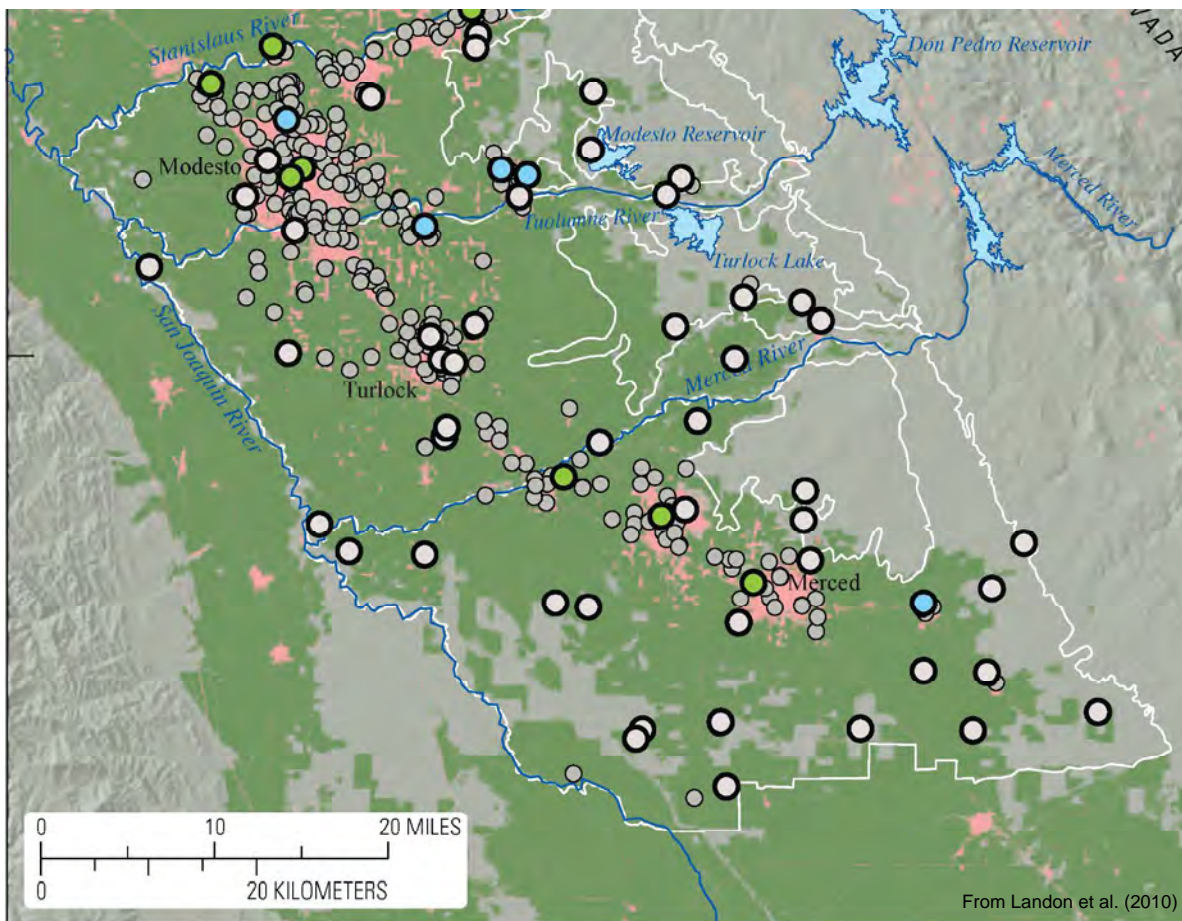 Stanislaus River
Don Pedro Reservoir
VADA
Modesto Reservoir
Modesto
Merced River
Tuolumne River
Turlock Lake
San Joaquin River
Merced River
Turlock
Merced
0 10 20 MILES
0 20 KILOMETERS
From Landon et al. (2010)